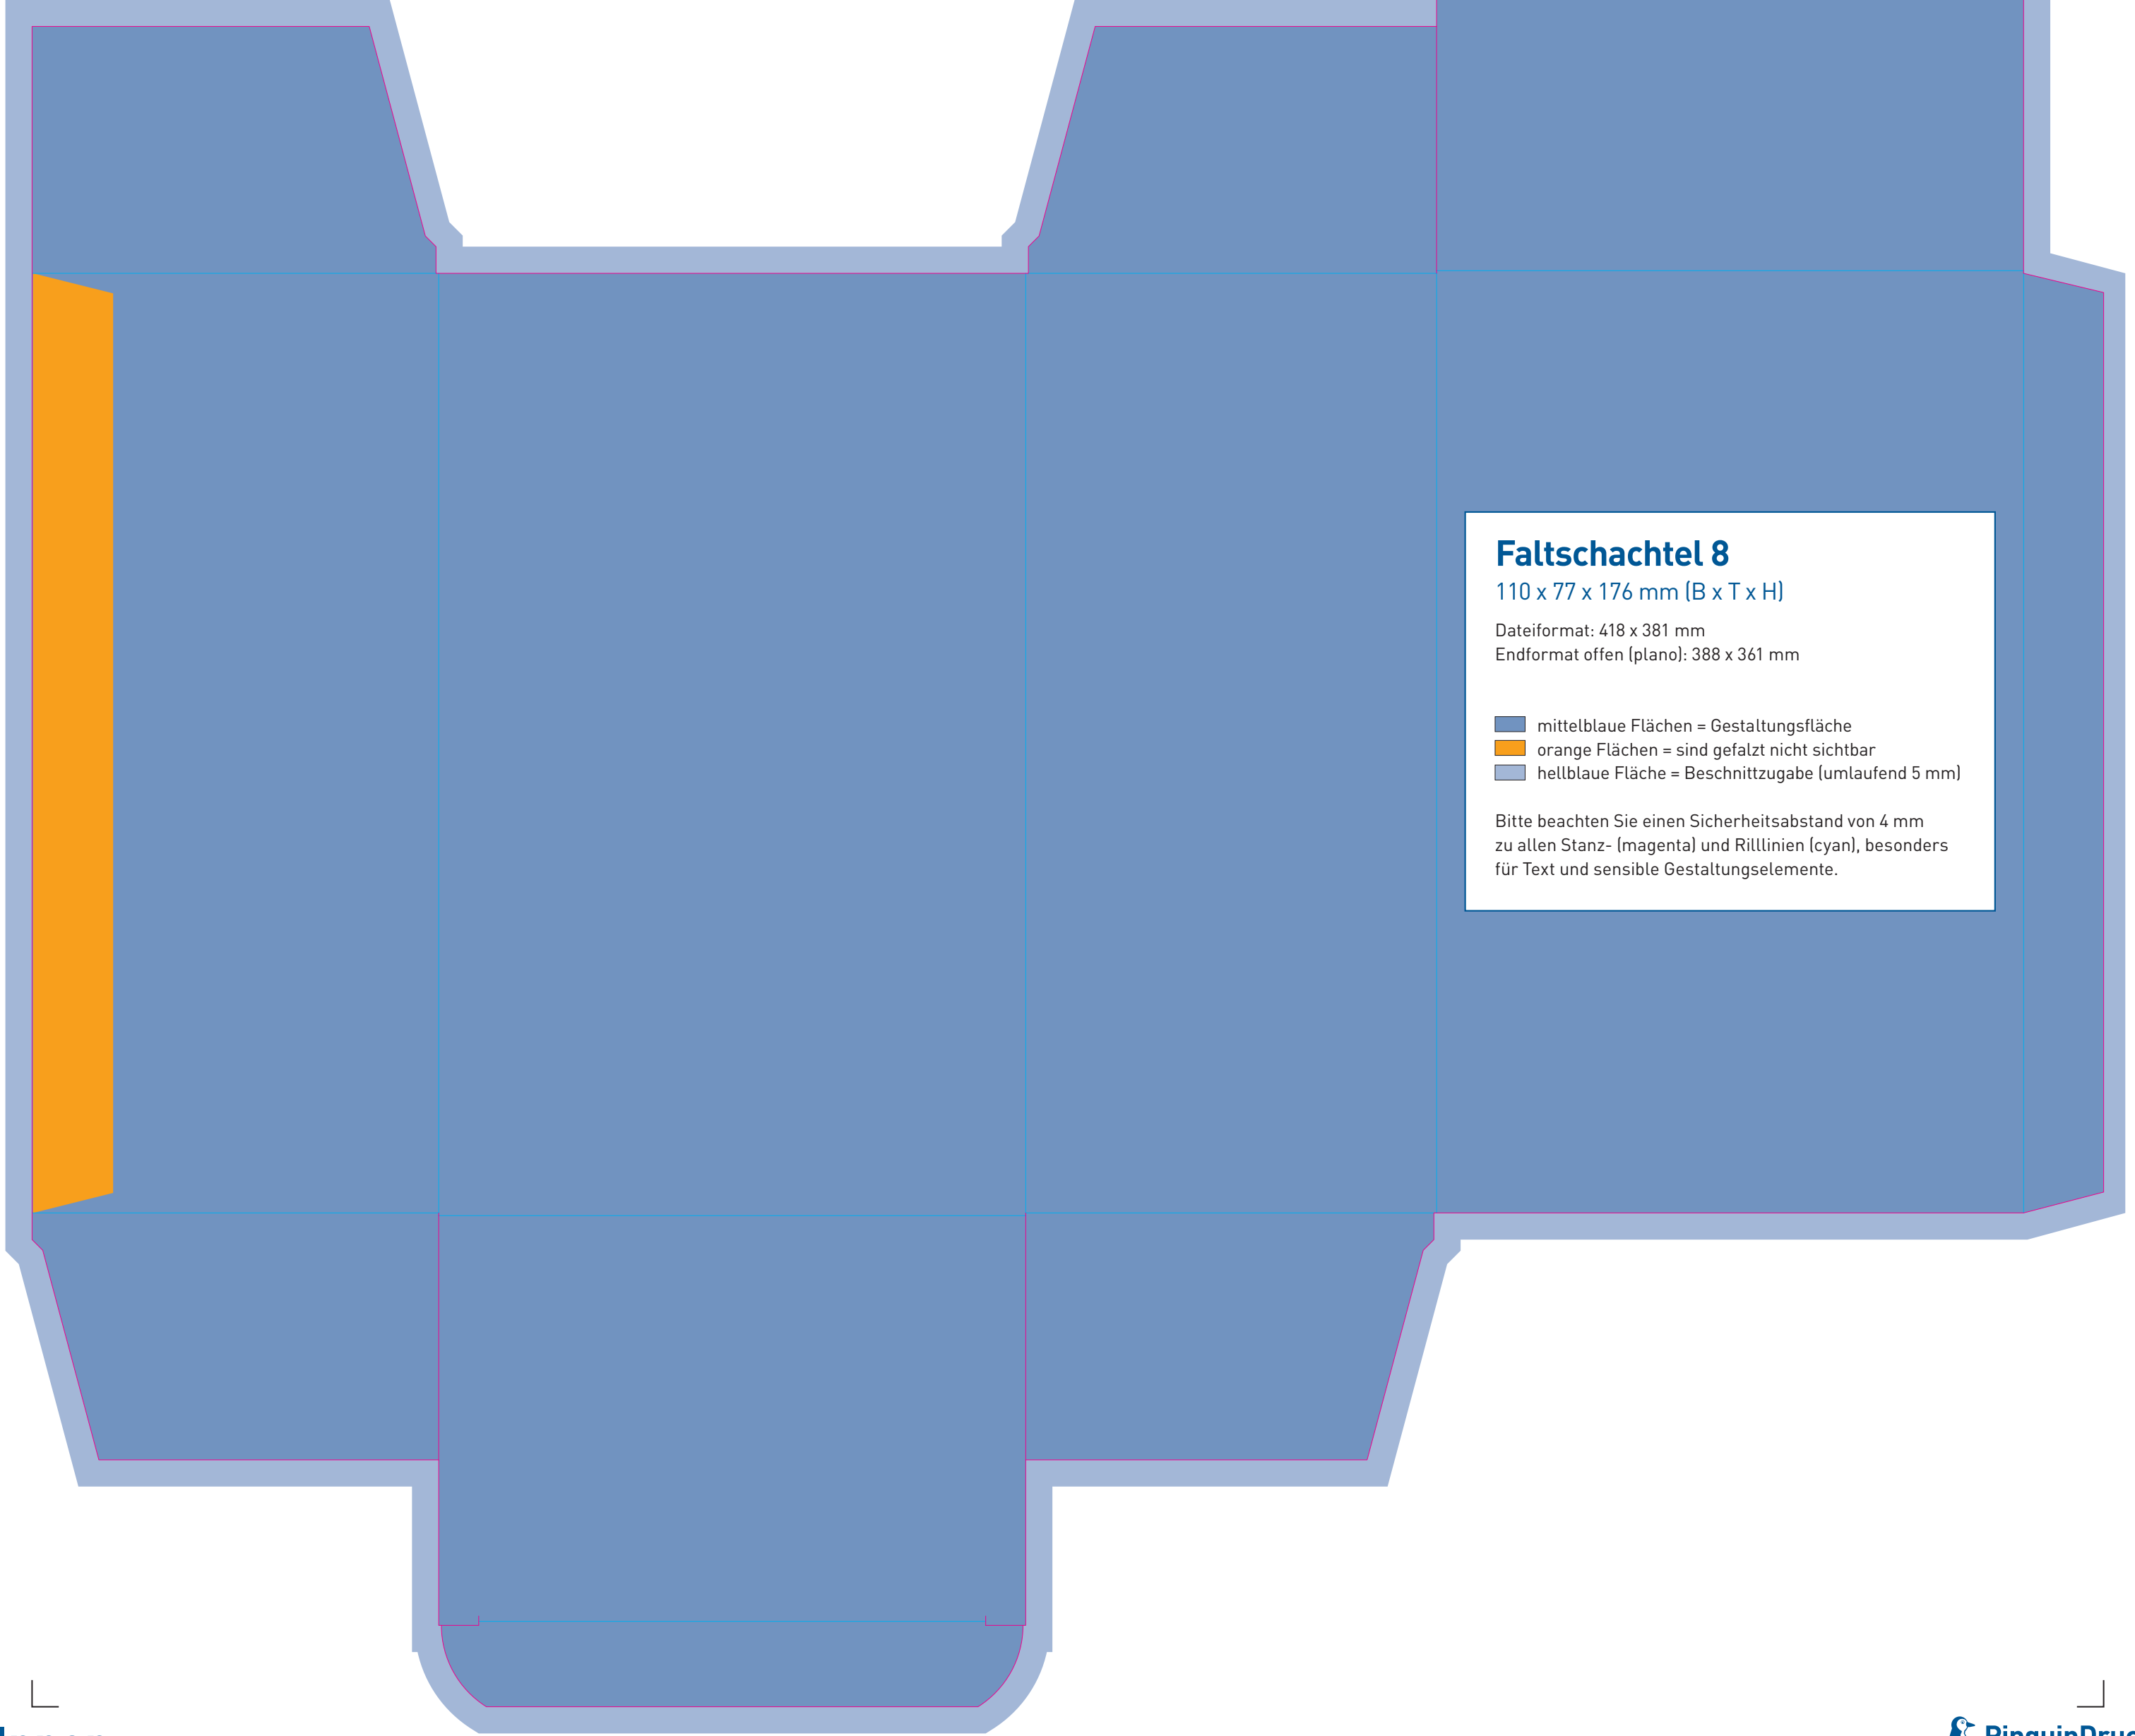 Faltschachtel 8
110 x 77 x 176 mm (B x T x H)
Dateiformat: 418 x 381 mm
Endformat offen (plano): 388 x 361 mm
mittelblaue Flächen = Gestaltungsfläche
orange Flächen = sind gefalzt nicht sichtbar
hellblaue Fläche = Beschnittzugabe (umlaufend 5 mm)
Bitte beachten Sie einen Sicherheitsabstand von 4 mm
zu allen Stanz- (magenta) und Rilllinien (cyan), besonders
für Text und sensible Gestaltungselemente.